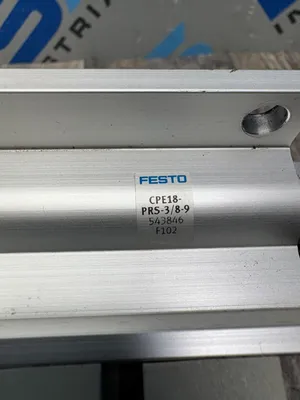 FESTO
CPE18-
PRS-3/8-9
543846
F102